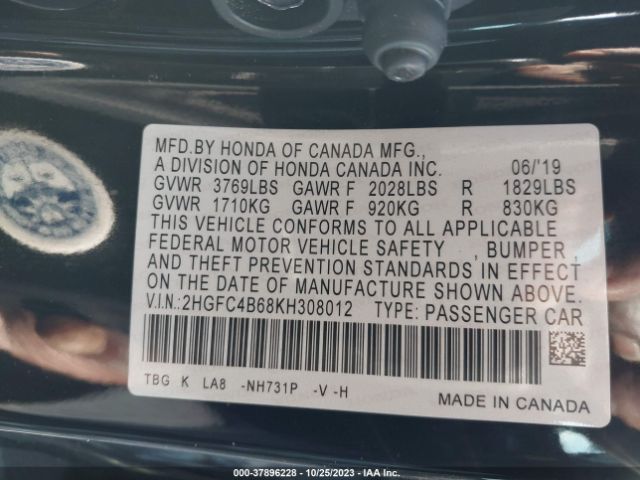 MFD.BY HONDA OF CANADA MFG.,
A DIVISION OF HONDA CANADA INC. 06/'19
GVWR 3769LBS GAWR F 2028LBS R 1829LBS
GVWR 1710KG GAWR F 920KG R 830KG
THIS VEHICLE CONFORMS TO ALL APPLICABLE
FEDERAL MOTOR VEHICLE SAFETY , BUMPER ,
AND THEFT PREVENTION STANDARDS IN EFFECT
ON THE DATE OF MANUFACTURE SHOWN ABOVE.
V.I.N.:2HGFC4B68KH308012 TYPE: PASSENGER CAR
TBG K LA8 -NH731P -V -H
MADE IN CANADA
000-37896228 - 10/25/2023 - IAA Inc.